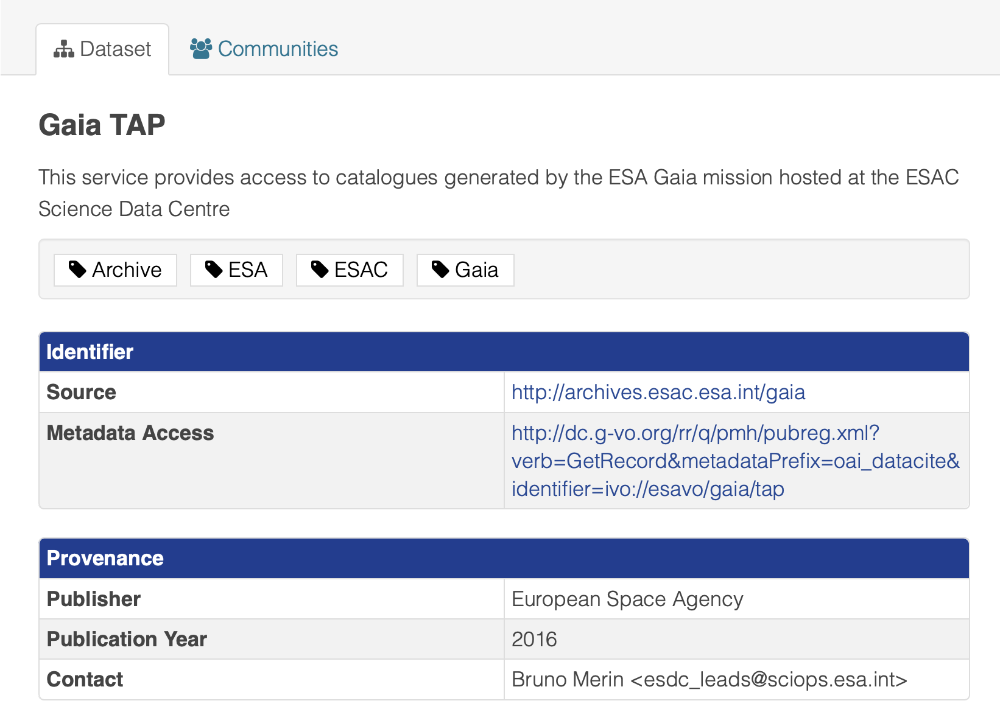 Dataset Communities
Gaia TAP
This service provides access to catalogues generated by the ESA Gaia mission hosted at the ESAC
Science Data Centre
Archive ESA ESAC Gaia
Identifier
Source http://archives.esac.esa.int/gaia
Metadata Access http://dc.g-vo.org/rr/q/pmh/pubreg.xml?
verb=GetRecord&metadataPrefix=oai_datacite&
identifier=ivo://esavo/gaia/tap
Provenance
Publisher European Space Agency
Publication Year 2016
Contact Bruno Merin <esdc_leads@sciops.esa.int>